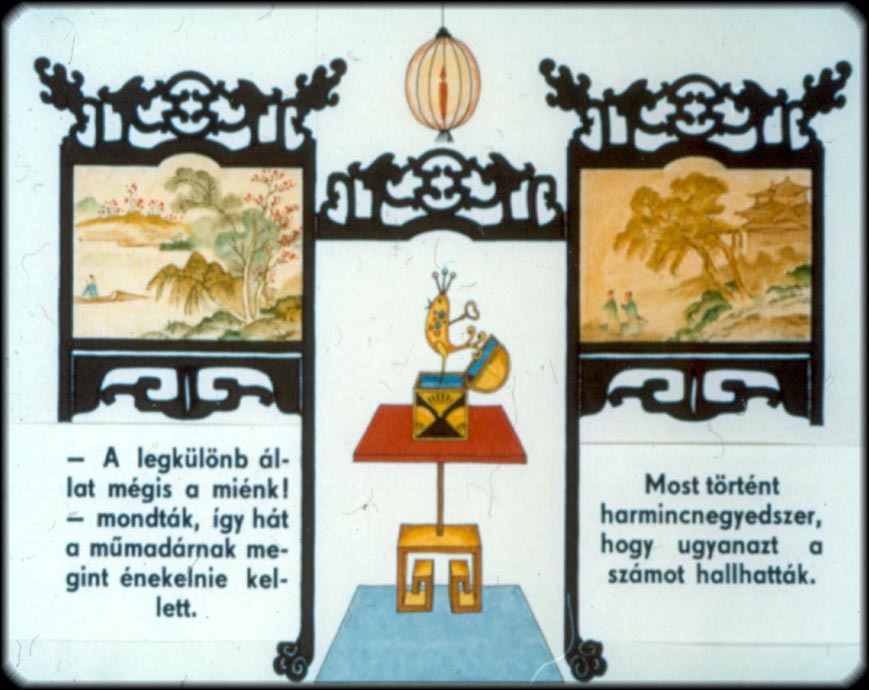 – A legkülönb ál-
lat mégis a miénk!
– mondták, így hát
a műmadárnak me-
gint énekelnie kel-
lett.
Most történt
harmincnegyedszer,
hogy ugyanazt a
számot hallhatták.